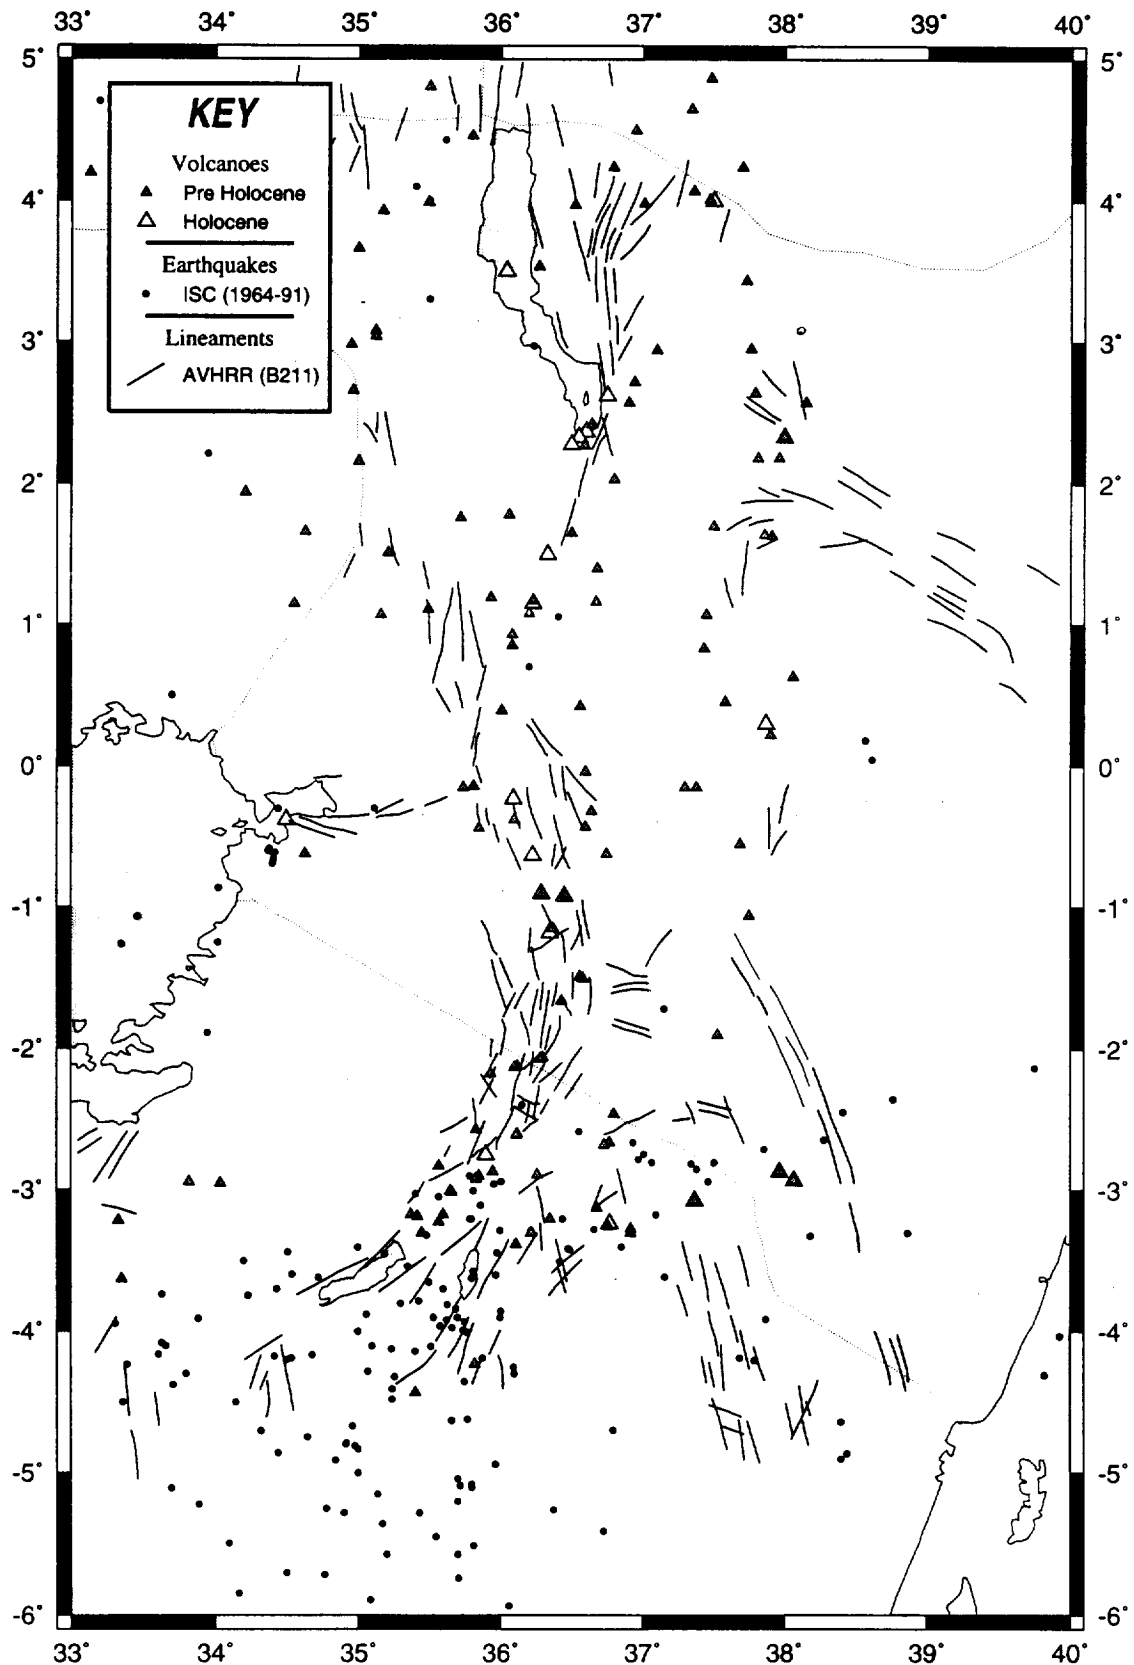 33° 34° 35° 36° 37° 38° 39° 40°
5° 5°
KEY
Volcanoes
Pre Holocene
Holocene
Earthquakes
ISC (1964-91)
Lineaments
AVHRR (B211)
4° 4°
3° 3°
2° 2°
1° 1°
0° 0°
-1° -1°
-2° -2°
-3° -3°
-4° -4°
-5° -5°
-6° -6°
33° 34° 35° 36° 37° 38° 39° 40°